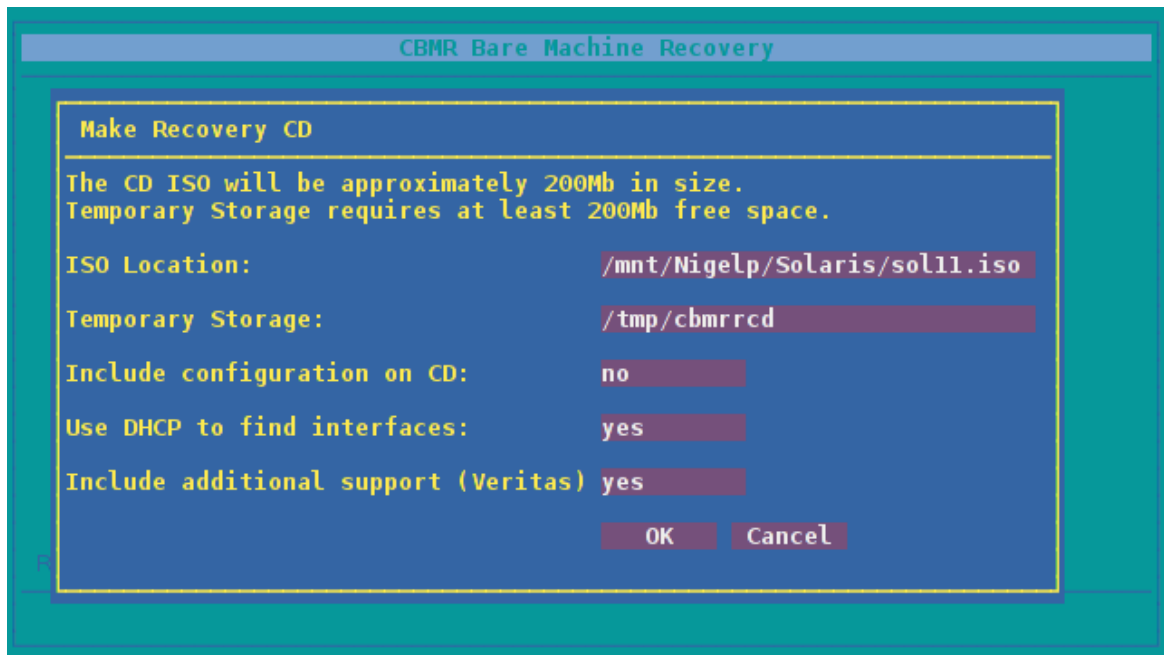 CBMR Bare Machine Recovery
Make Recovery CD
The CD ISO will be approximately 200Mb in size.
Temporary Storage requires at least 200Mb free space.
ISO Location: /mnt/Nigelp/Solaris/sol11.iso
Temporary Storage: /tmp/cbmrrcd
Include configuration on CD: no
Use DHCP to find interfaces: yes
Include additional support (Veritas) yes
OK Cancel
R